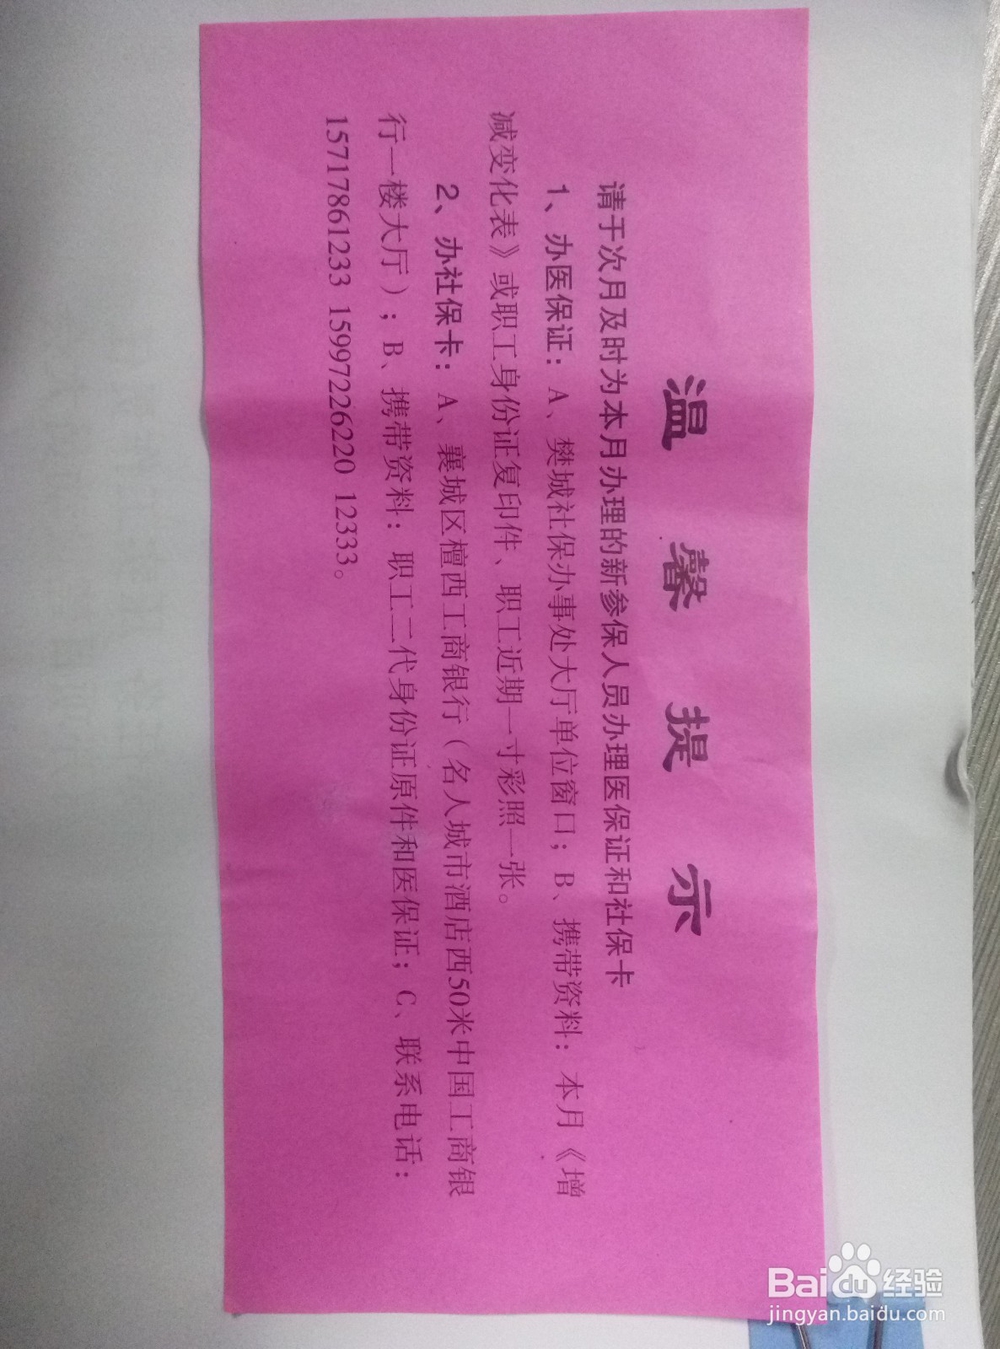 温馨提示
请于次月及时为本月办理的新参保人员办理医保证和社保卡
1、办医保证：A、樊城社保办事处大厅单位窗口；B、携带资料：本月《增
减变化表》或职工身份证复印件、职工近期一寸彩照一张。
2、办社保卡：A、襄城区檀西工商银行（名人城市酒店西50米中国工商银
行一楼大厅）；B、携带资料：职工二代身份证原件和医保证；C、联系电话：
15717861233 15997226220 12333。
Baidu经验
jingyan.baidu.com